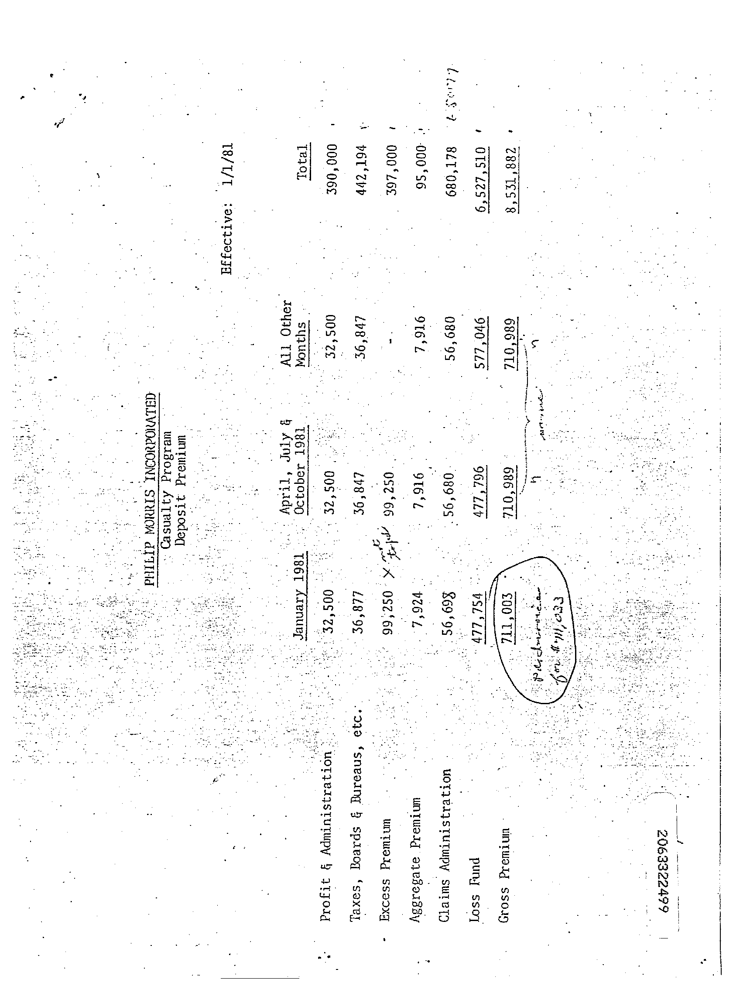 PHILIP MORRIS INCORPORATED
Casualty Program
Deposit Premium
Effective: 1/1/81
January 1981 April, July & October 1981 All Other Months Total
Profit & Administration 32,500 32,500 32,500 390,000
Taxes, Boards & Bureaus, etc. 36,877 36,847 36,847 442,194
Excess Premium 99,250 X 99,250 - 397,000
Aggregate Premium 7,924 7,916 7,916 95,000
Claims Administration 56,698 56,680 56,680 680,178
Loss Fund 477,754 477,796 577,046 6,527,510
Gross Premium 711,003 710,989 710,989 8,531,882
for # 711,033
2063322499